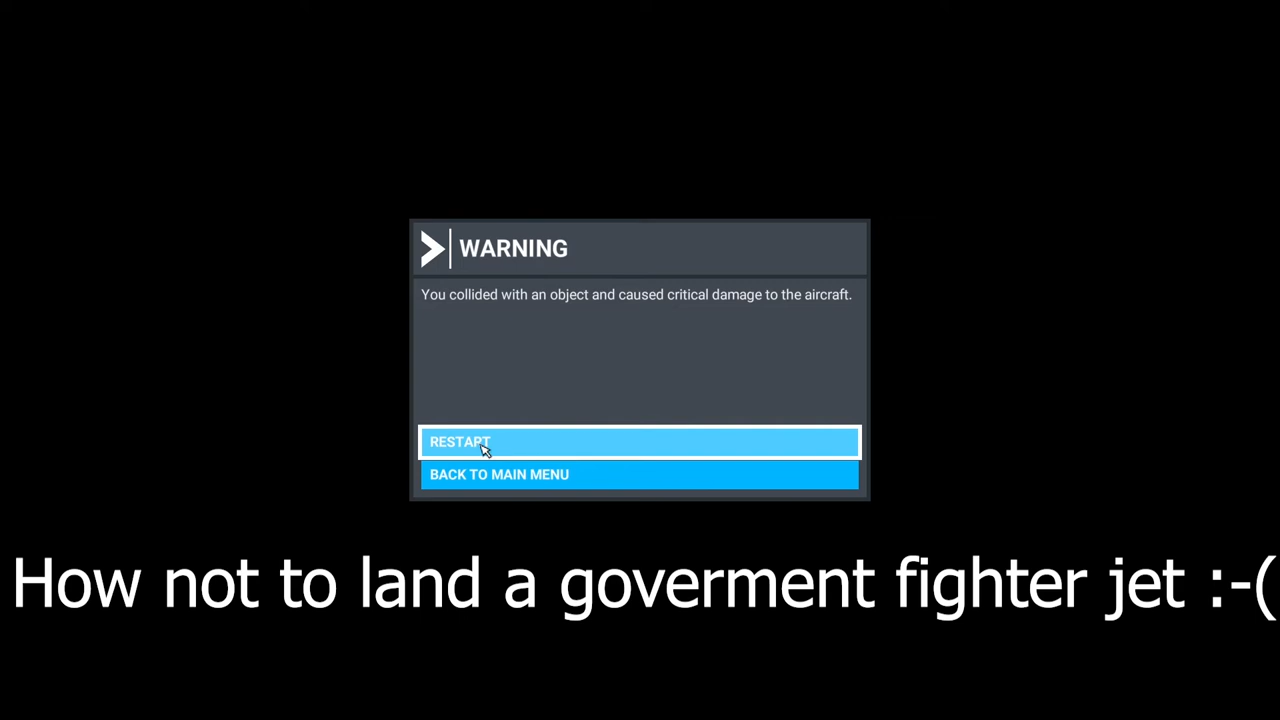 WARNING
You collided with an object and caused critical damage to the aircraft.
RESTART
BACK TO MAIN MENU
How not to land a goverment fighter jet :-(